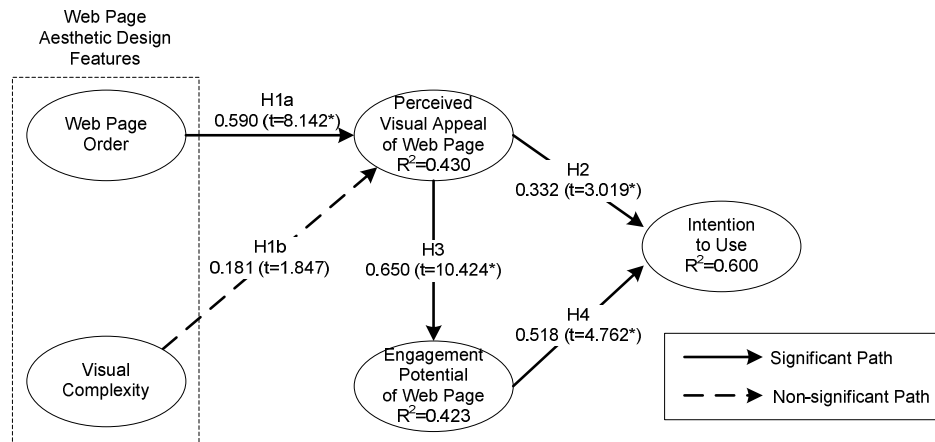 Web Page
Aesthetic Design
Features
Web Page
Order
H1a
0.590 (t=8.142*)
Perceived
Visual Appeal
of Web Page
R²=0.430
H2
0.332 (t=3.019*)
H1b
0.181 (t=1.847)
H3
0.650 (t=10.424*)
Intention
to Use
R²=0.600
H4
0.518 (t=4.762*)
Visual
Complexity
Engagement
Potential
of Web Page
R²=0.423
Significant Path
Non-significant Path